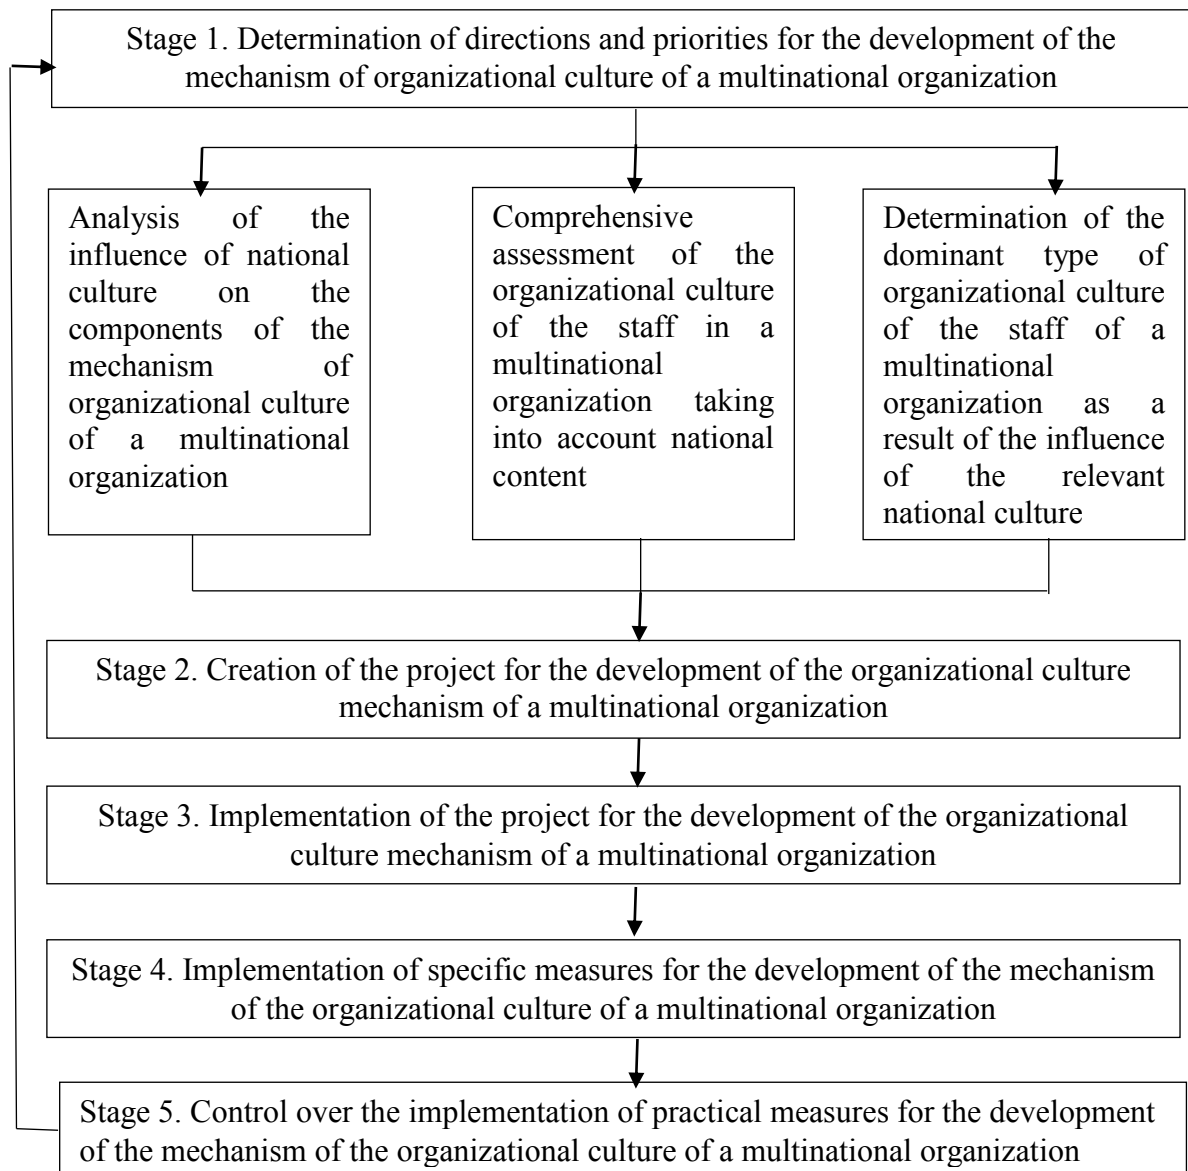 Stage 1. Determination of directions and priorities for the development of the
mechanism of organizational culture of a multinational organization
Analysis of the
influence of national
culture on the
components of the
mechanism of
organizational culture
of a multinational
organization
Comprehensive
assessment of the
organizational culture
of the staff in a
multinational
organization taking
into account national
content
Determination of the
dominant type of
organizational culture
of the staff of a
multinational
organization as a
result of the influence
of the relevant
national culture
Stage 2. Creation of the project for the development of the organizational culture
mechanism of a multinational organization
Stage 3. Implementation of the project for the development of the organizational
culture mechanism of a multinational organization
Stage 4. Implementation of specific measures for the development of the mechanism
of the organizational culture of a multinational organization
Stage 5. Control over the implementation of practical measures for the development
of the mechanism of the organizational culture of a multinational organization